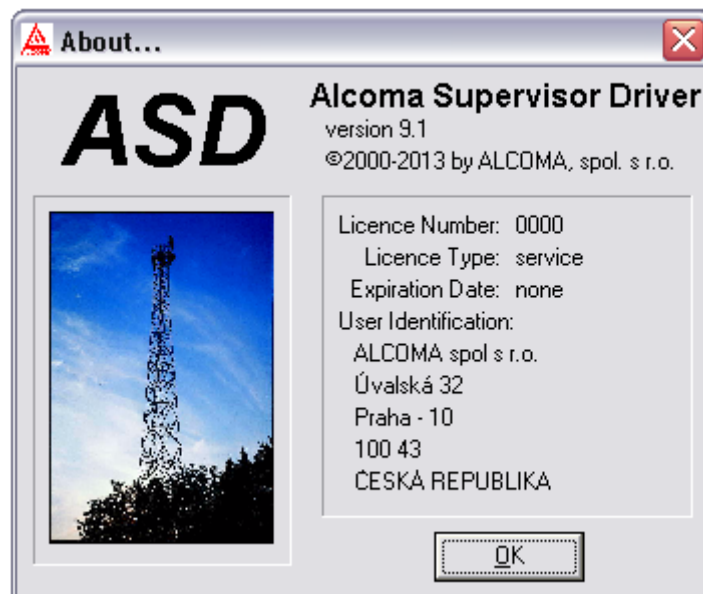 About...
ASD
Alcoma Supervisor Driver
version 9.1
©2000-2013 by ALCOMA, spol. s r.o.
Licence Number: 0000
Licence Type: service
Expiration Date: none
User Identification:
ALCOMA spol s r.o.
Úvalská 32
Praha - 10
100 43
ČESKÁ REPUBLIKA
OK